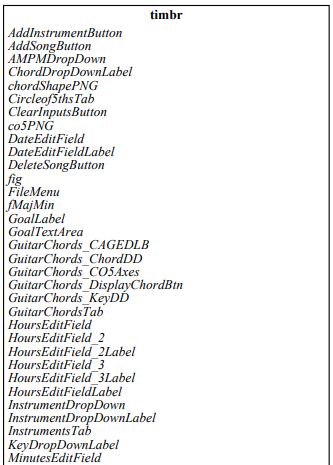 timbr
AddInstrumentButton
AddSongButton
AMPMDropDown
ChordDropDownLabel
chordShapePNG
Circleof5thsTab
ClearInputsButton
co5PNG
DateEditField
DateEditFieldLabel
DeleteSongButton
fig
FileMenu
fMajMin
GoalLabel
GoalTextArea
GuitarChords_CAGEDLB
GuitarChords_ChordDD
GuitarChords_CO5Axes
GuitarChords_DisplayChordBtn
GuitarChords_KeyDD
GuitarChordsTab
HoursEditField
HoursEditField_2
HoursEditField_2Label
HoursEditField_3
HoursEditField_3Label
HoursEditFieldLabel
InstrumentDropDown
InstrumentDropDownLabel
InstrumentsTab
KeyDropDownLabel
MinutesEditField